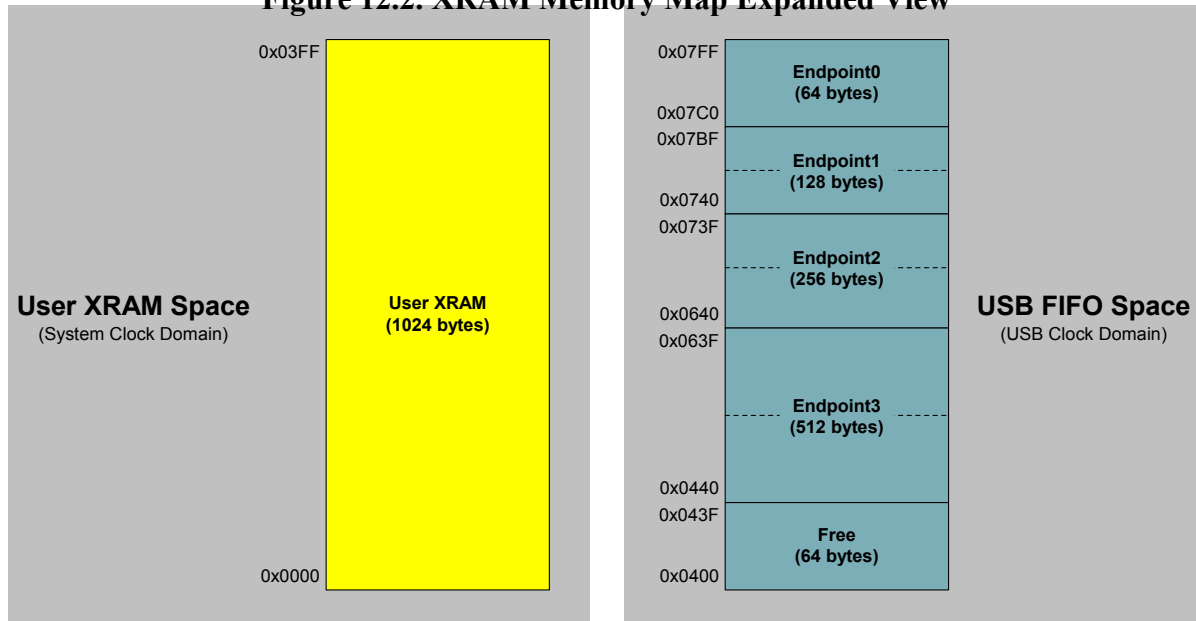 Figure 12.2. XRAM Memory Map Expanded View
0x03FF
User XRAM Space
(System Clock Domain)
User XRAM
(1024 bytes)
0x0000
0x07FF
Endpoint0
(64 bytes)
0x07C0
0x07BF
Endpoint1
(128 bytes)
0x0740
0x073F
Endpoint2
(256 bytes)
0x0640
0x063F
Endpoint3
(512 bytes)
0x0440
0x043F
Free
(64 bytes)
0x0400
USB FIFO Space
(USB Clock Domain)